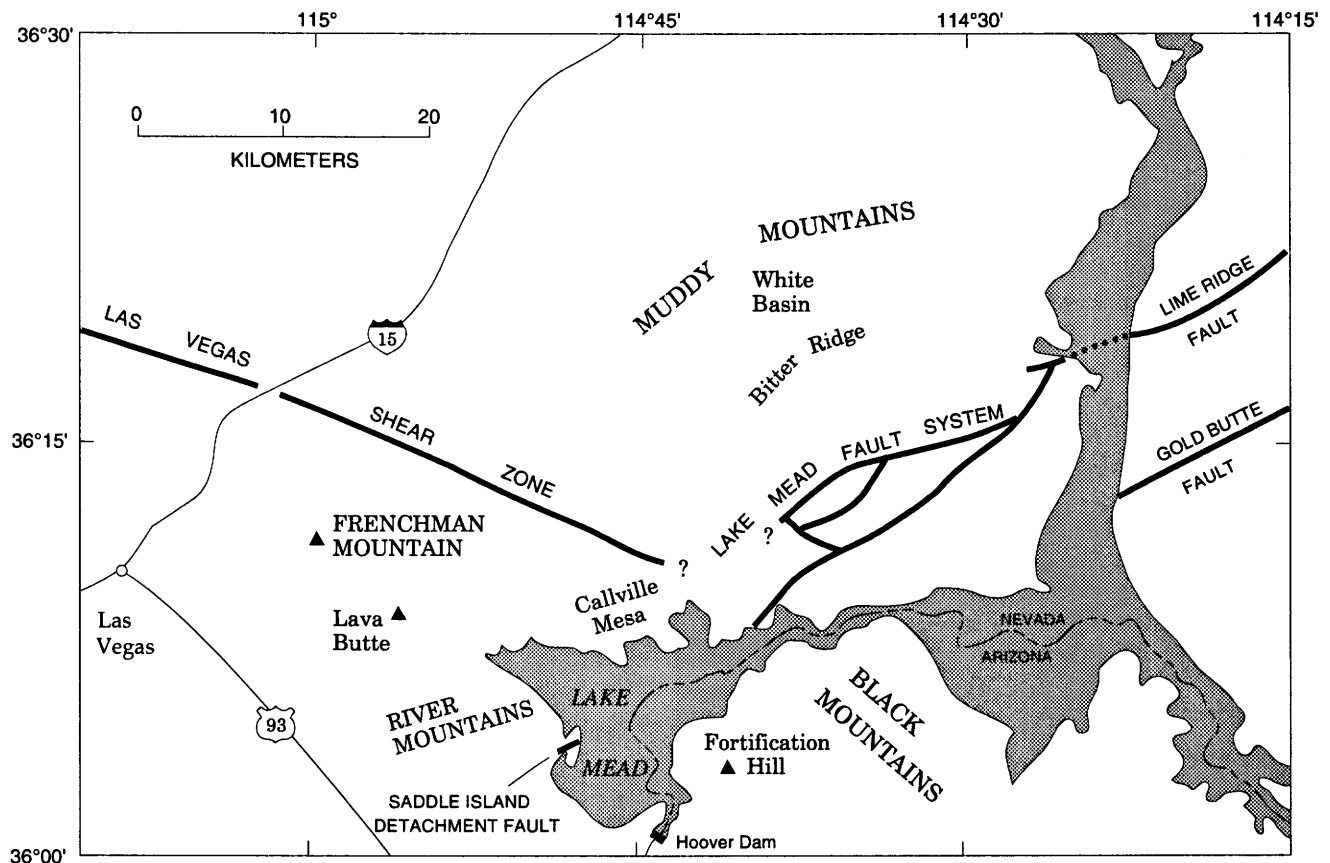 115°
114°45'
114°30'
114°15'
36°30'
0 10 20
KILOMETERS
MUDDY MOUNTAINS
White
Basin
Bitter Ridge
LIME RIDGE
FAULT
LAS VEGAS SHEAR ZONE
15
36°15'
LAKE MEAD FAULT SYSTEM
GOLD BUTTE
FAULT
?
?
FRENCHMAN
MOUNTAIN
Callville
Mesa
Las
Vegas
Lava
Butte
NEVADA
ARIZONA
RIVER
MOUNTAINS
LAKE
MEAD
BLACK
MOUNTAINS
93
Fortification
Hill
SADDLE ISLAND
DETACHMENT FAULT
Hoover Dam
36°00'